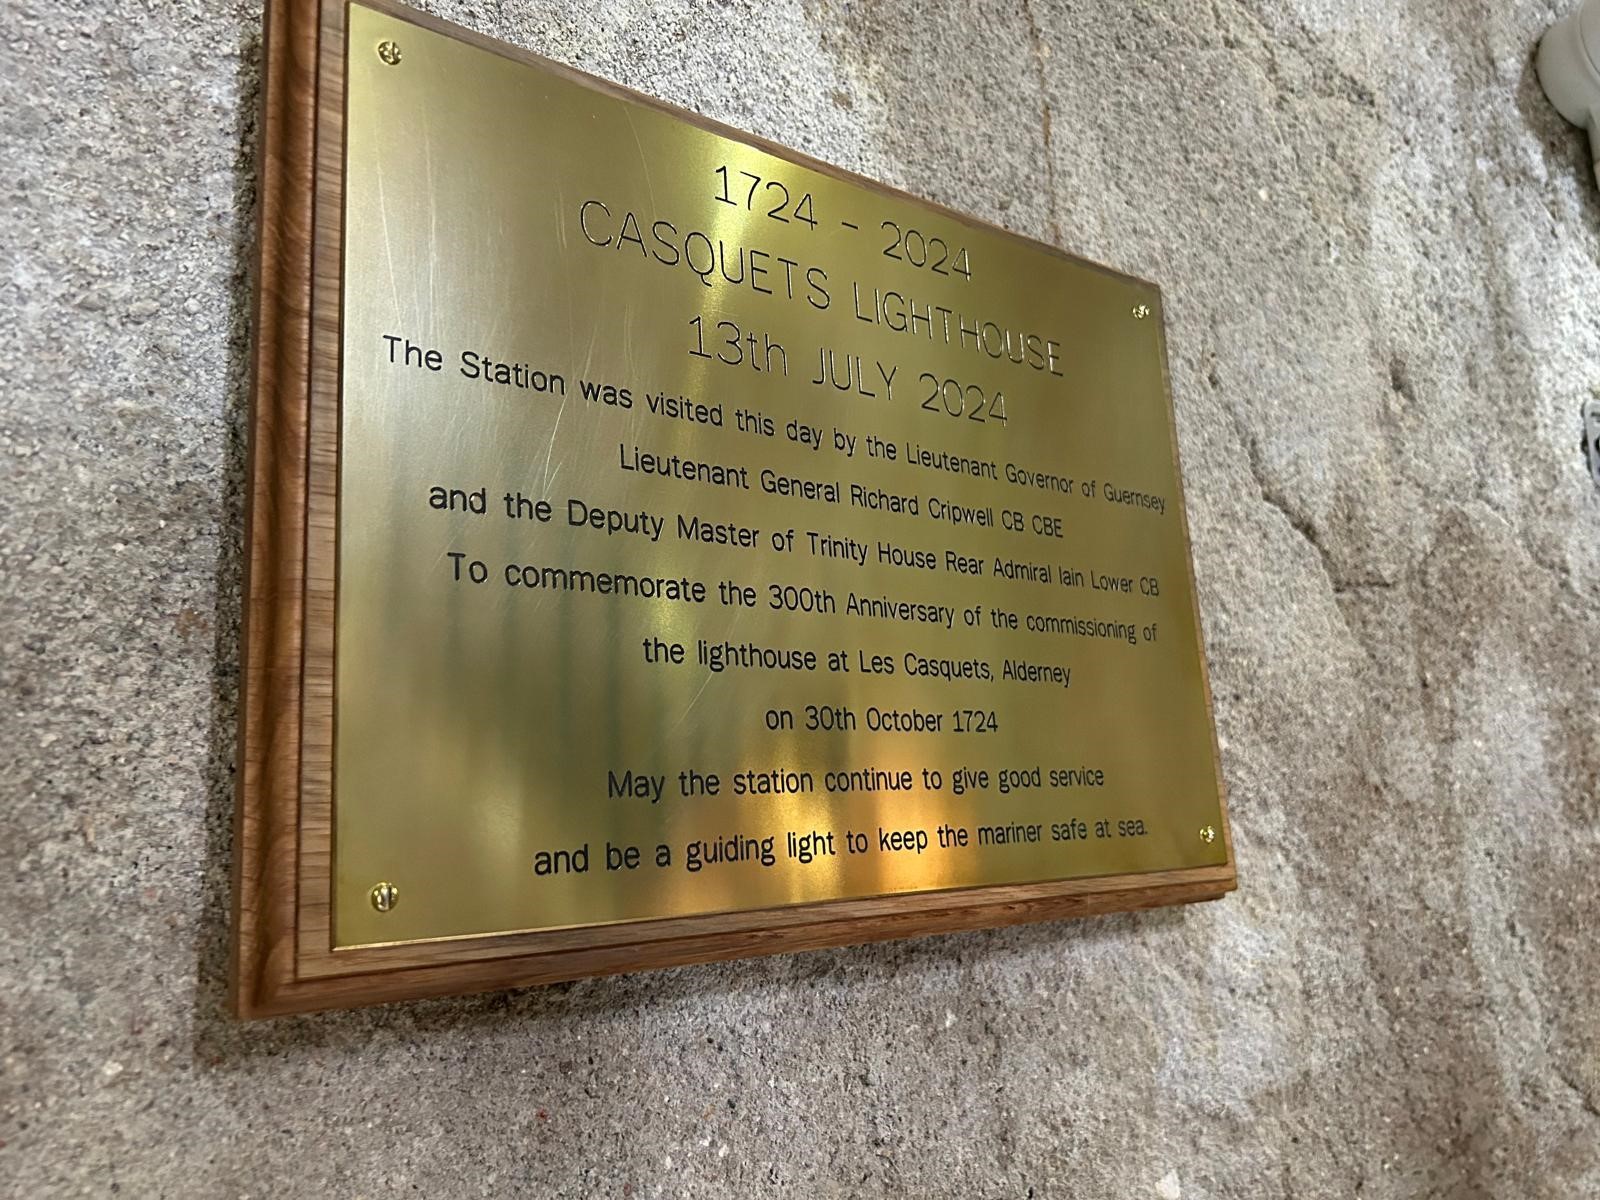 1724 - 2024
CASQUETS LIGHTHOUSE
13th JULY 2024
The Station was visited this day by the Lieutenant Governor of Guernsey
Lieutenant General Richard Cripwell CB CBE
and the Deputy Master of Trinity House Rear Admiral Iain Lower CB
To commemorate the 300th Anniversary of the commissioning of
the lighthouse at Les Casquets, Alderney
on 30th October 1724
May the station continue to give good service
and be a guiding light to keep the mariner safe at sea.